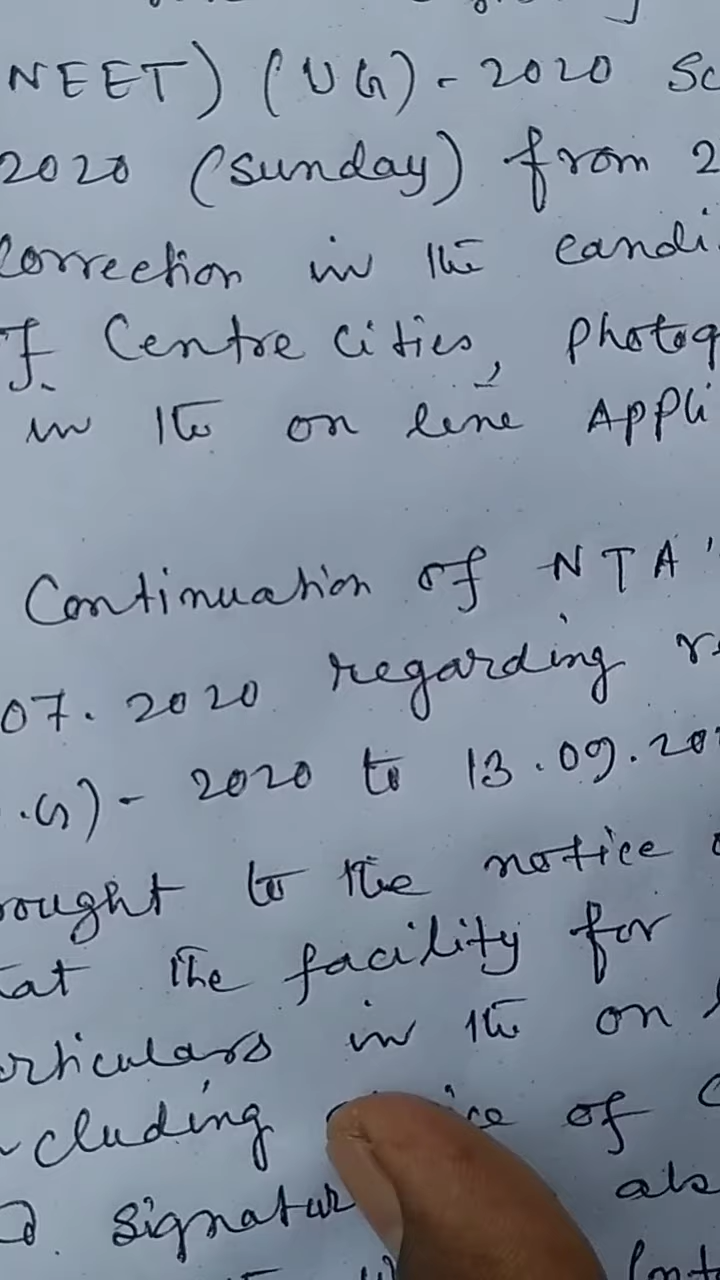 NEET) (UG) - 2020 Sc
2020 (Sunday) from 2
Correction in the candi
of Centre Cities, Photog
in the on line Appli
Continuation of NTA'
07.2020 regarding r
.G) - 2020 to 13.09.20
rought to the notice
tat the facility for
rticulars in the on
cluding ice of C
d signatur als